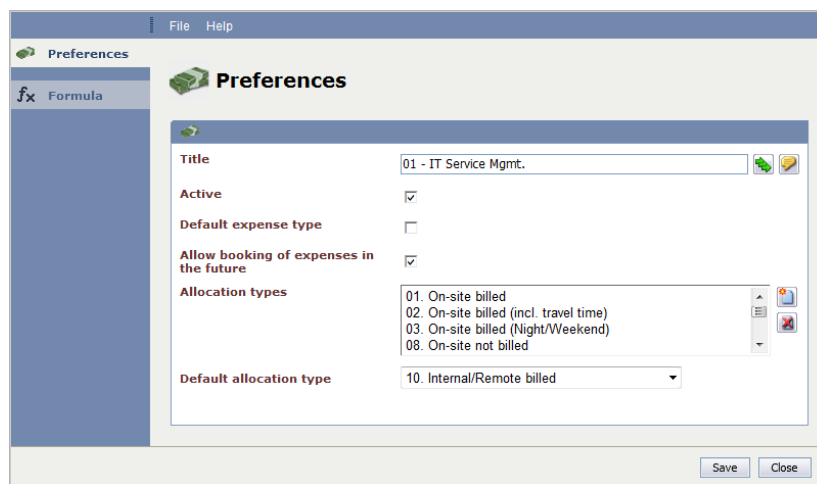 File Help
Preferences
fx Formula
Preferences
Title
01 - IT Service Mgmt.
Active
Default expense type
Allow booking of expenses in
the future
Allocation types
01. On-site billed
02. On-site billed (incl. travel time)
03. On-site billed (Night/Weekend)
08. On-site not billed
Default allocation type
10. Internal/Remote billed
Save Close